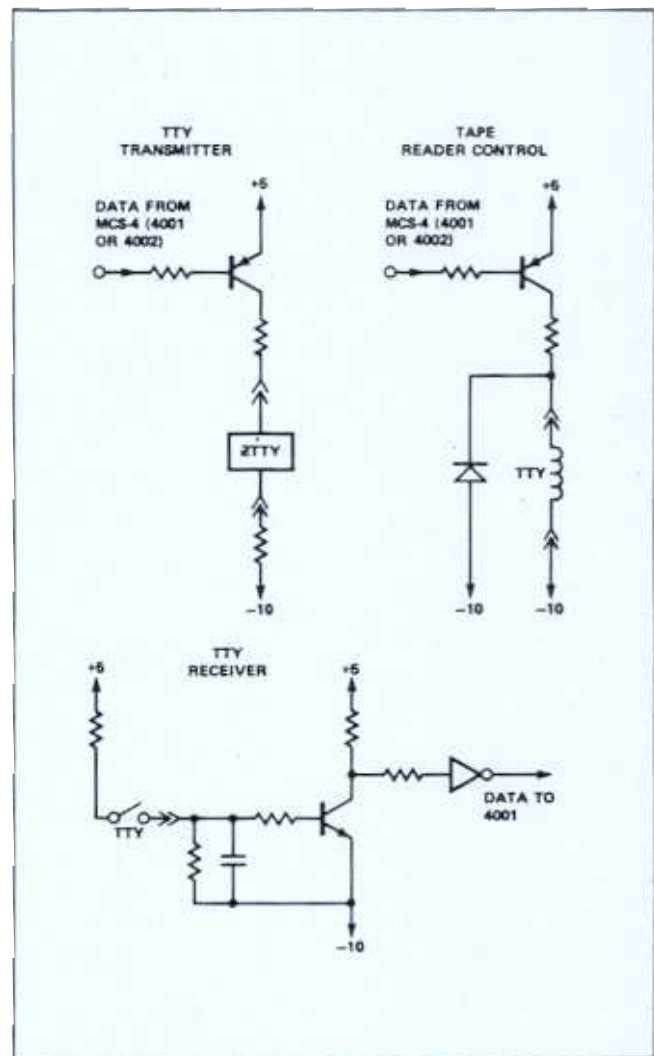 TTY
TRANSMITTER
DATA FROM
MCS-4 (4001
OR 4002)
+5
ZTTY
-10
TAPE
READER CONTROL
DATA FROM
MCS-4 (4001
OR 4002)
+5
TTY
-10
-10
TTY
RECEIVER
+5
TTY
+5
DATA TO
4001
-10